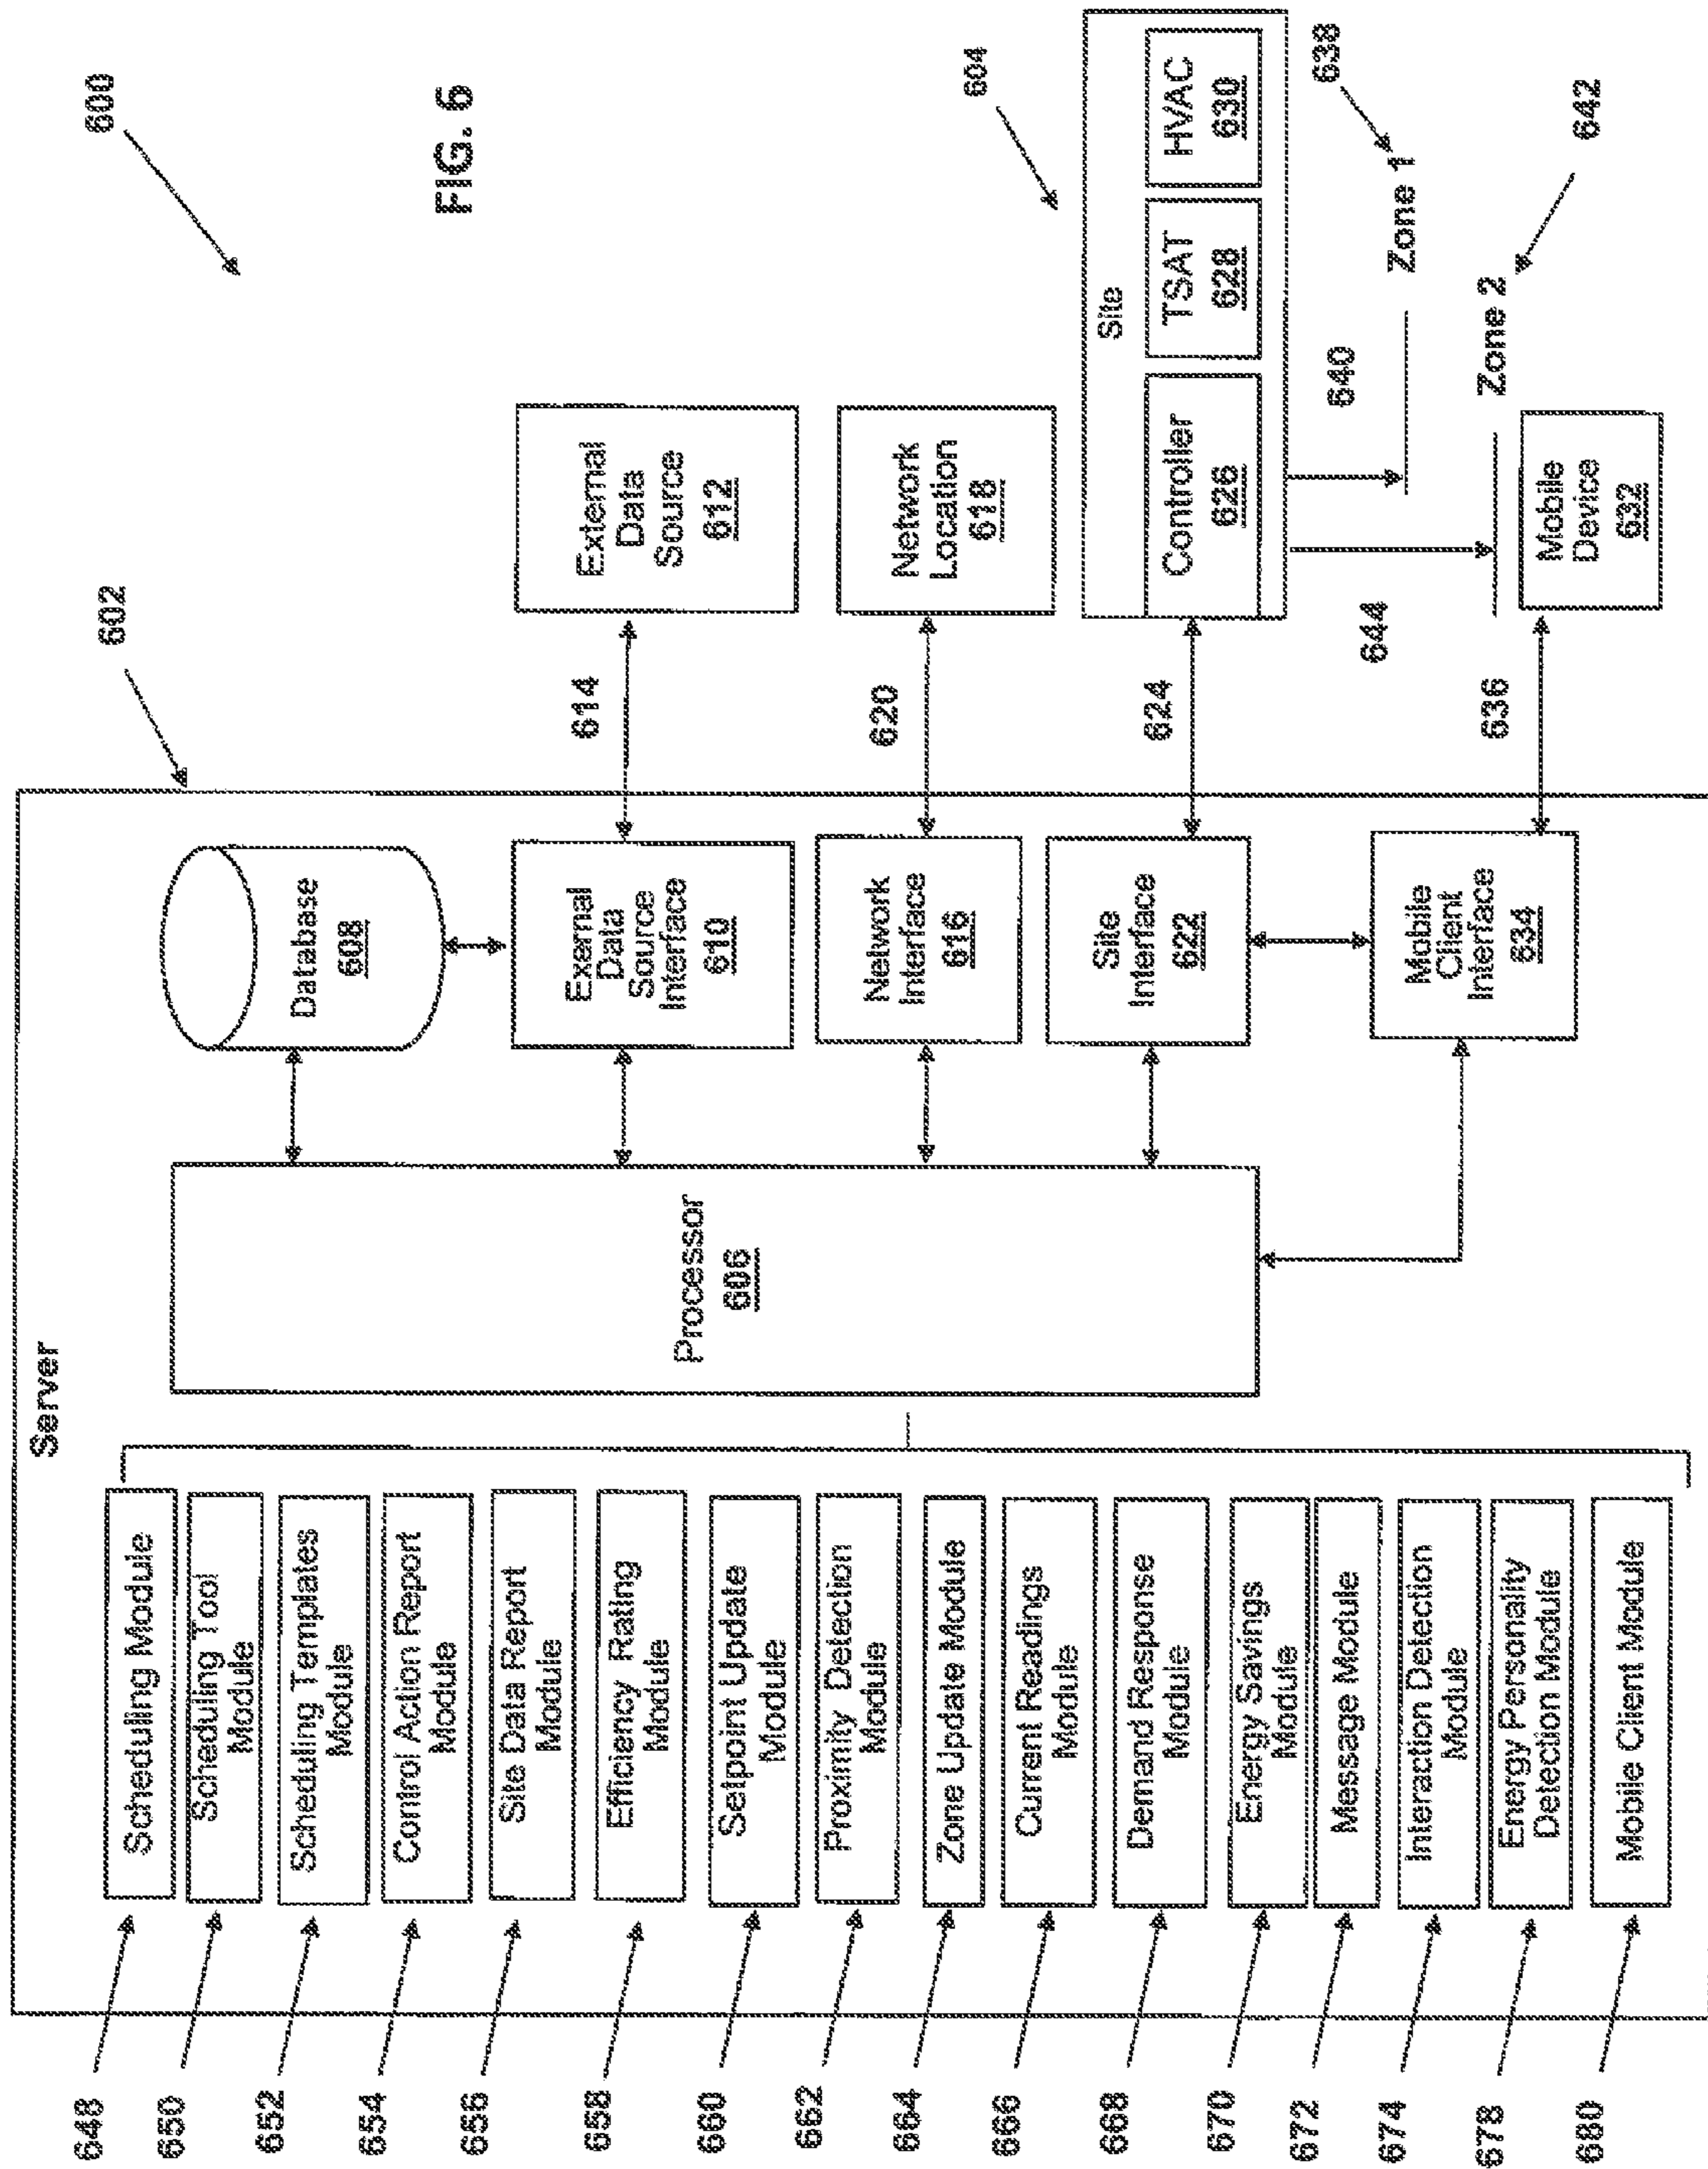 600
FIG. 6
602
604
Server
648
650
652
654
656
658
660
662
664
666
668
670
672
674
678
680
Scheduling Module
Scheduling Tool
Module
Scheduling Templates
Module
Control Action Report
Module
Site Data Report
Module
Efficiency Rating
Module
Setpoint Update
Module
Proximity Detection
Module
Zone Update Module
Current Readings
Module
Demand Response
Module
Energy Savings
Module
Message Module
Interaction Detection
Module
Energy Personality
Detection Module
Mobile Client Module
Processor
606
Database
608
Exernal
Data
Source
Interface
610
Network
Interface
616
Site
Interface
622
Mobile
Client
Interface
634
614
620
624
636
External
Data
Source
612
Network
Location
618
Site
Controller
626
TSAT
628
HVAC
630
640
Zone 1
638
644
Zone 2
642
Mobile
Device
632